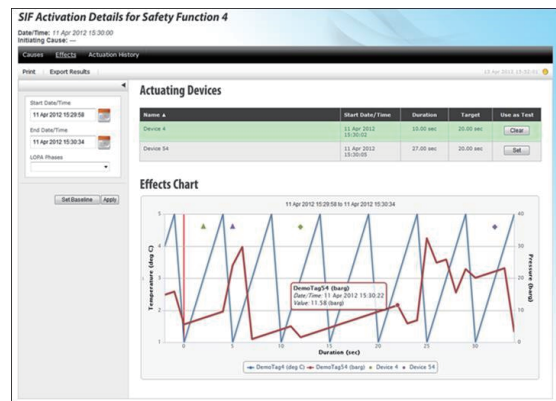 SIF Activation Details for Safety Function 4
Date/Time: 11 Apr 2012 15:30:00
Initiating Cause: —
Causes Effects Actuation History
Print Export Results
Start Date/Time
11 Apr 2012 15:29:58
End Date/Time
11 Apr 2012 15:30:34
LOPA Phases
Set Baseline Apply
Actuating Devices
Name ▲ Start Date/Time Duration Target Use as Test
Device 4 11 Apr 2012 15:30:02 10.00 sec 20.00 sec Clear
Device 54 11 Apr 2012 15:30:05 27.00 sec 20.00 sec Set
Effects Chart
11 Apr 2012 15:29:58 to 11 Apr 2012 15:30:34
Temperature (deg C)
5
4
3
2
1
DemoTag54 (barg)
Date/Time: 11 Apr 2012 15:30:22
Value: 11.58 (barg)
Pressure (barg)
40
30
20
10
0
0 5 10 15 20 25 30
Duration (sec)
DemoTag4 (deg C) DemoTag54 (barg) Device 4 Device 54